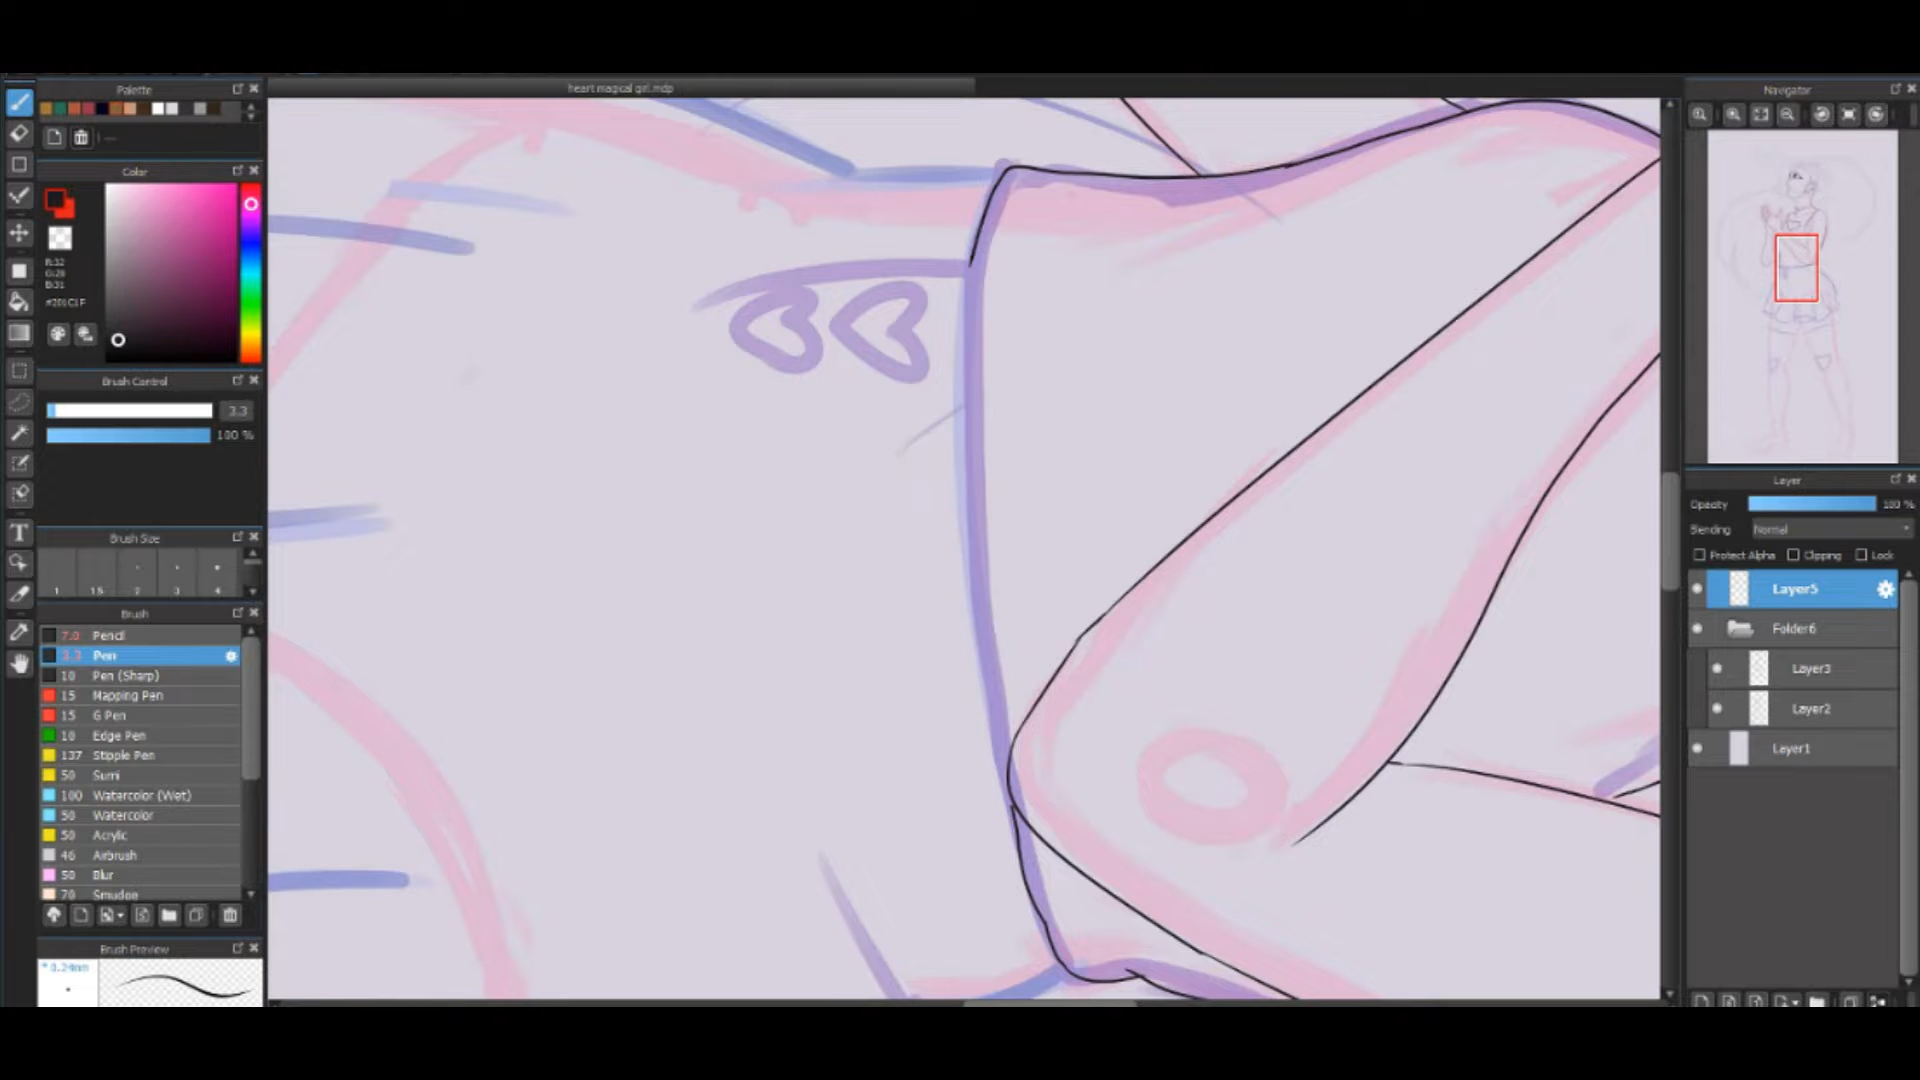 heart magical girl.mdp
Palette
Color
R:32
G:28
B:31
#201C1F
Brush Control
3.3
100 %
Brush Size
1 1.5 2 3 4
Brush
7.0 Pencil
3.3 Pen
10 Pen (Sharp)
15 Mapping Pen
15 G Pen
10 Edge Pen
137 Stipple Pen
50 Sumi
100 Watercolor (Wet)
50 Watercolor
50 Acrylic
46 Airbrush
50 Blur
70 Smudge
Brush Preview
0.24mm
Navigator
Layer
Opacity 100 %
Blending Normal
Protect Alpha Clipping Lock
Layer5
Folder6
Layer3
Layer2
Layer1